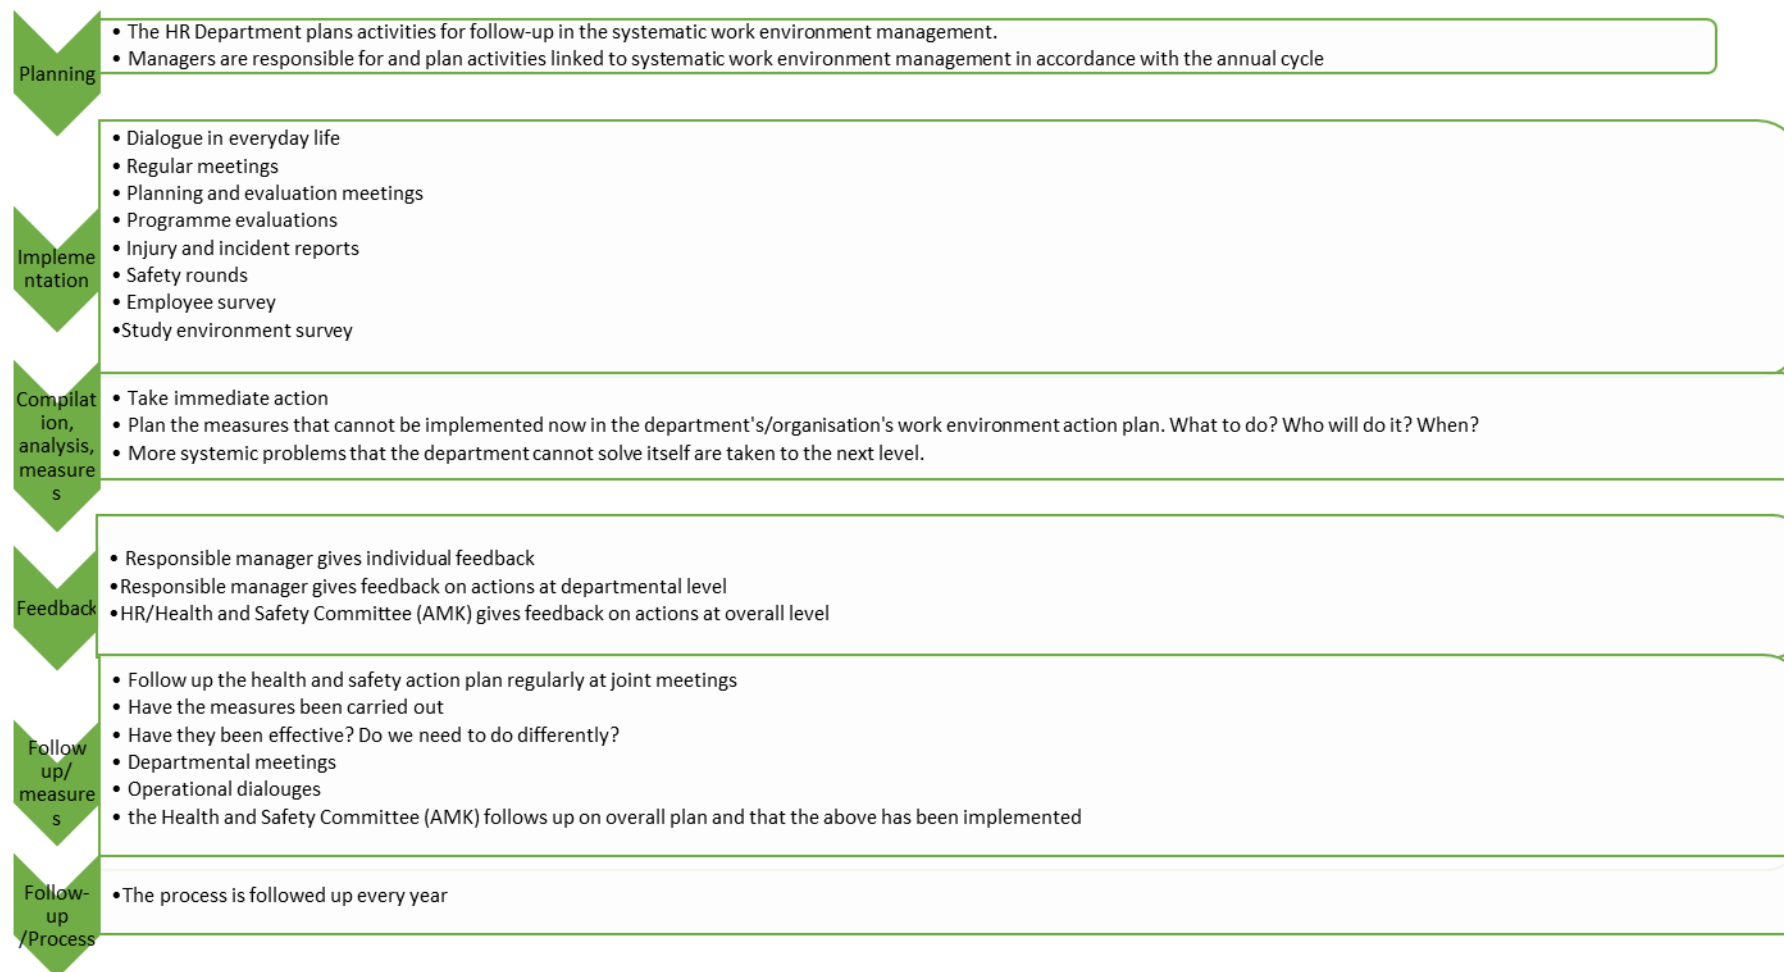 Planning
• The HR Department plans activities for follow-up in the systematic work environment management.
• Managers are responsible for and plan activities linked to systematic work environment management in accordance with the annual cycle
Impleme
ntation
• Dialogue in everyday life
• Regular meetings
• Planning and evaluation meetings
• Programme evaluations
• Injury and incident reports
• Safety rounds
• Employee survey
•Study environment survey
Compilat
ion,
analysis,
measure
s
• Take immediate action
• Plan the measures that cannot be implemented now in the department's/organisation's work environment action plan. What to do? Who will do it? When?
• More systemic problems that the department cannot solve itself are taken to the next level.
Feedback
• Responsible manager gives individual feedback
•Responsible manager gives feedback on actions at departmental level
•HR/Health and Safety Committee (AMK) gives feedback on actions at overall level
Follow
up/
measure
s
• Follow up the health and safety action plan regularly at joint meetings
• Have the measures been carried out
• Have they been effective? Do we need to do differently?
• Departmental meetings
• Operational dialouges
• the Health and Safety Committee (AMK) follows up on overall plan and that the above has been implemented
Follow-
up
/Process
•The process is followed up every year